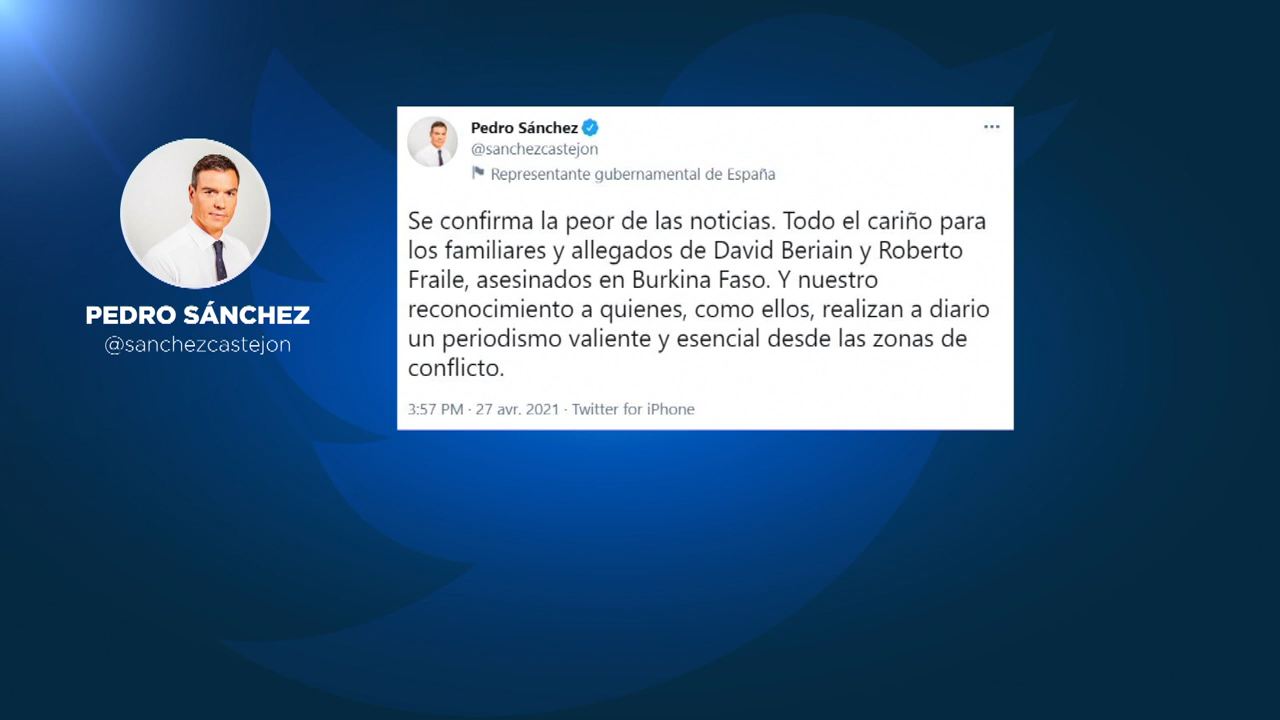 PEDRO SÁNCHEZ
@sanchezcastejon
Pedro Sánchez
@sanchezcastejon
Representante gubernamental de España
Se confirma la peor de las noticias. Todo el cariño para
los familiares y allegados de David Beriain y Roberto
Fraile, asesinados en Burkina Faso. Y nuestro
reconocimiento a quienes, como ellos, realizan a diario
un periodismo valiente y esencial desde las zonas de
conflicto.
3:57 PM · 27 avr. 2021 · Twitter for iPhone